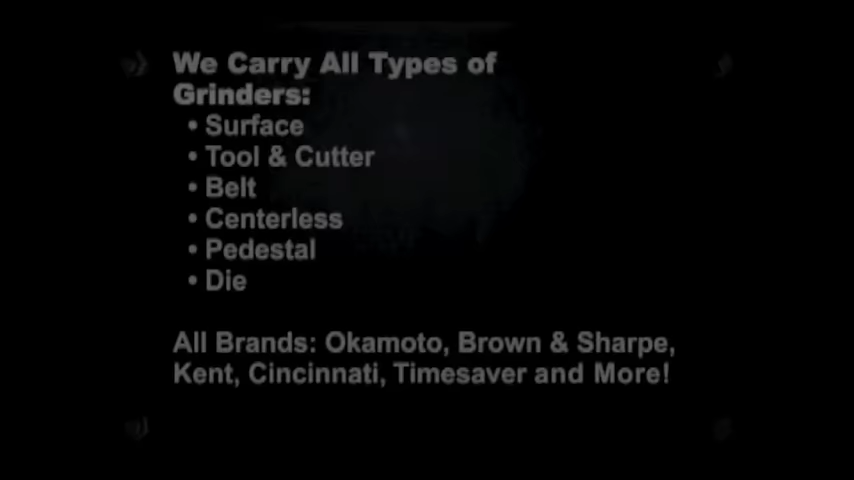 We Carry All Types of
Grinders:
• Surface
• Tool & Cutter
• Belt
• Centerless
• Pedestal
• Die
All Brands: Okamoto, Brown & Sharpe,
Kent, Cincinnati, Timesaver and More!